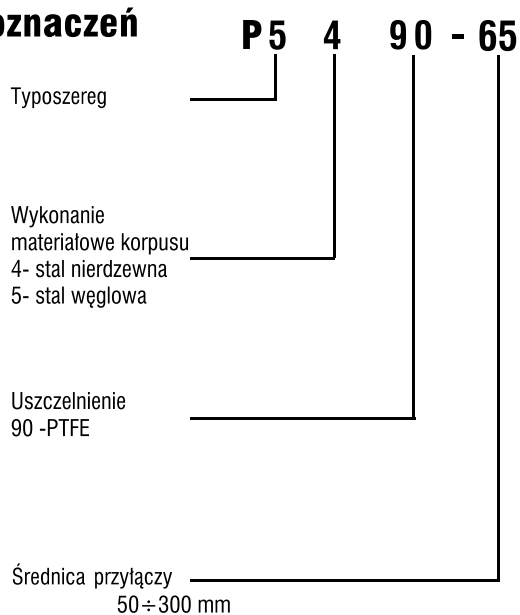 oznaczeń
P5 4 90 - 65
Typoszereg
Wykonanie
materiałowe korpusu
4- stal nierdzewna
5- stal węglowa
Uszczelnienie
90 -PTFE
Średnica przyłączy
50÷300 mm